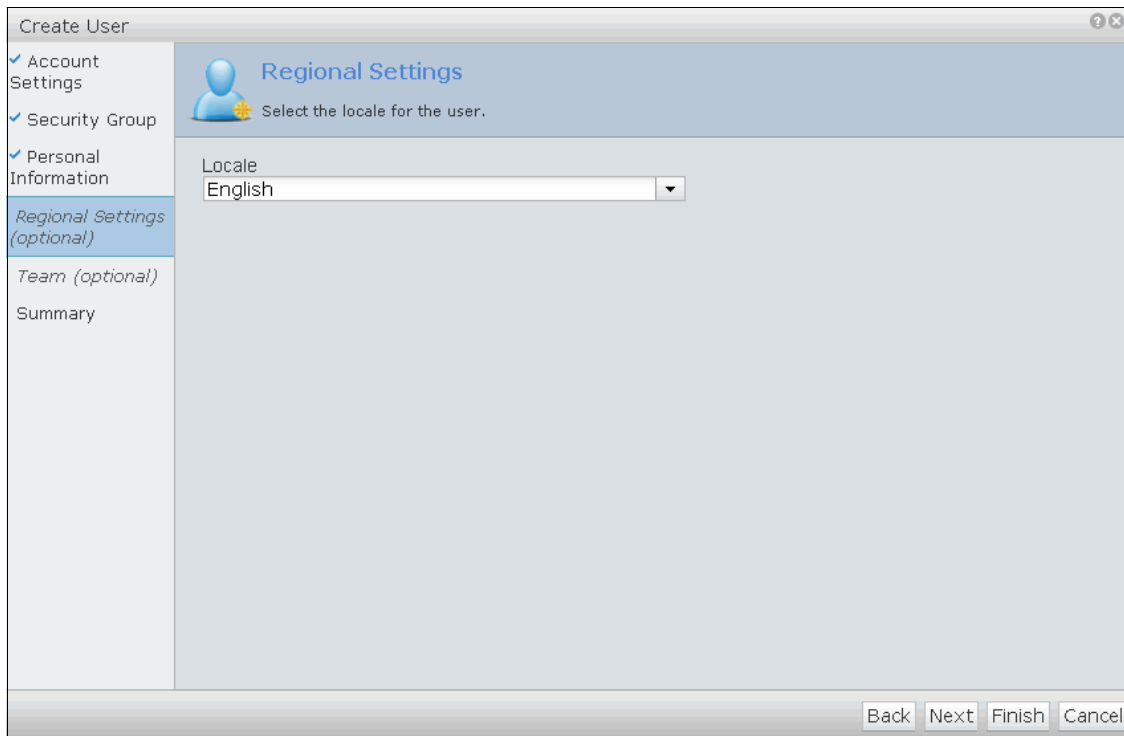 Create User
Account
Settings
Security Group
Personal
Information
Regional Settings
(optional)
Team (optional)
Summary
Regional Settings
Select the locale for the user.
Locale
English
Back Next Finish Cancel